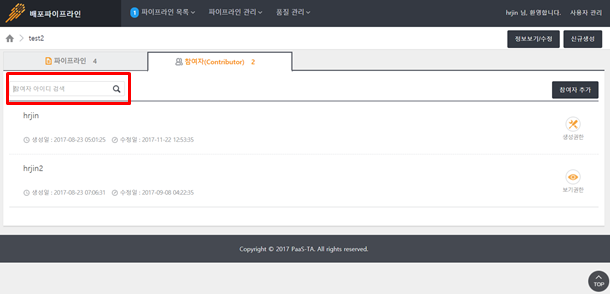 배포파이프라인
1 파이프라인 목록
파이프라인 관리
품질 관리
hrjin 님, 환영합니다.
사용자 관리
test2
정보보기/수정
신규생성
파이프라인 4
참여자(Contributor) 2
참여자 아이디 검색
참여자 추가
hrjin
생성일 : 2017-08-23 05:01:25 수정일 : 2017-11-22 12:53:35
생성권한
hrjin2
생성일 : 2017-08-23 07:06:31 수정일 : 2017-09-08 04:22:35
보기권한
Copyright © 2017 PaaS-TA. All rights reserved.
TOP